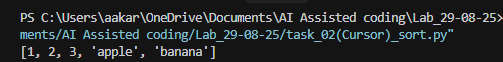 PS C:\Users\aakar\OneDrive\Documents\AI Assisted coding\Lab_29-08-25>
ments/AI Assisted coding/Lab_29-08-25/task_02(Cursor)_sort.py"
[1, 2, 3, 'apple', 'banana']